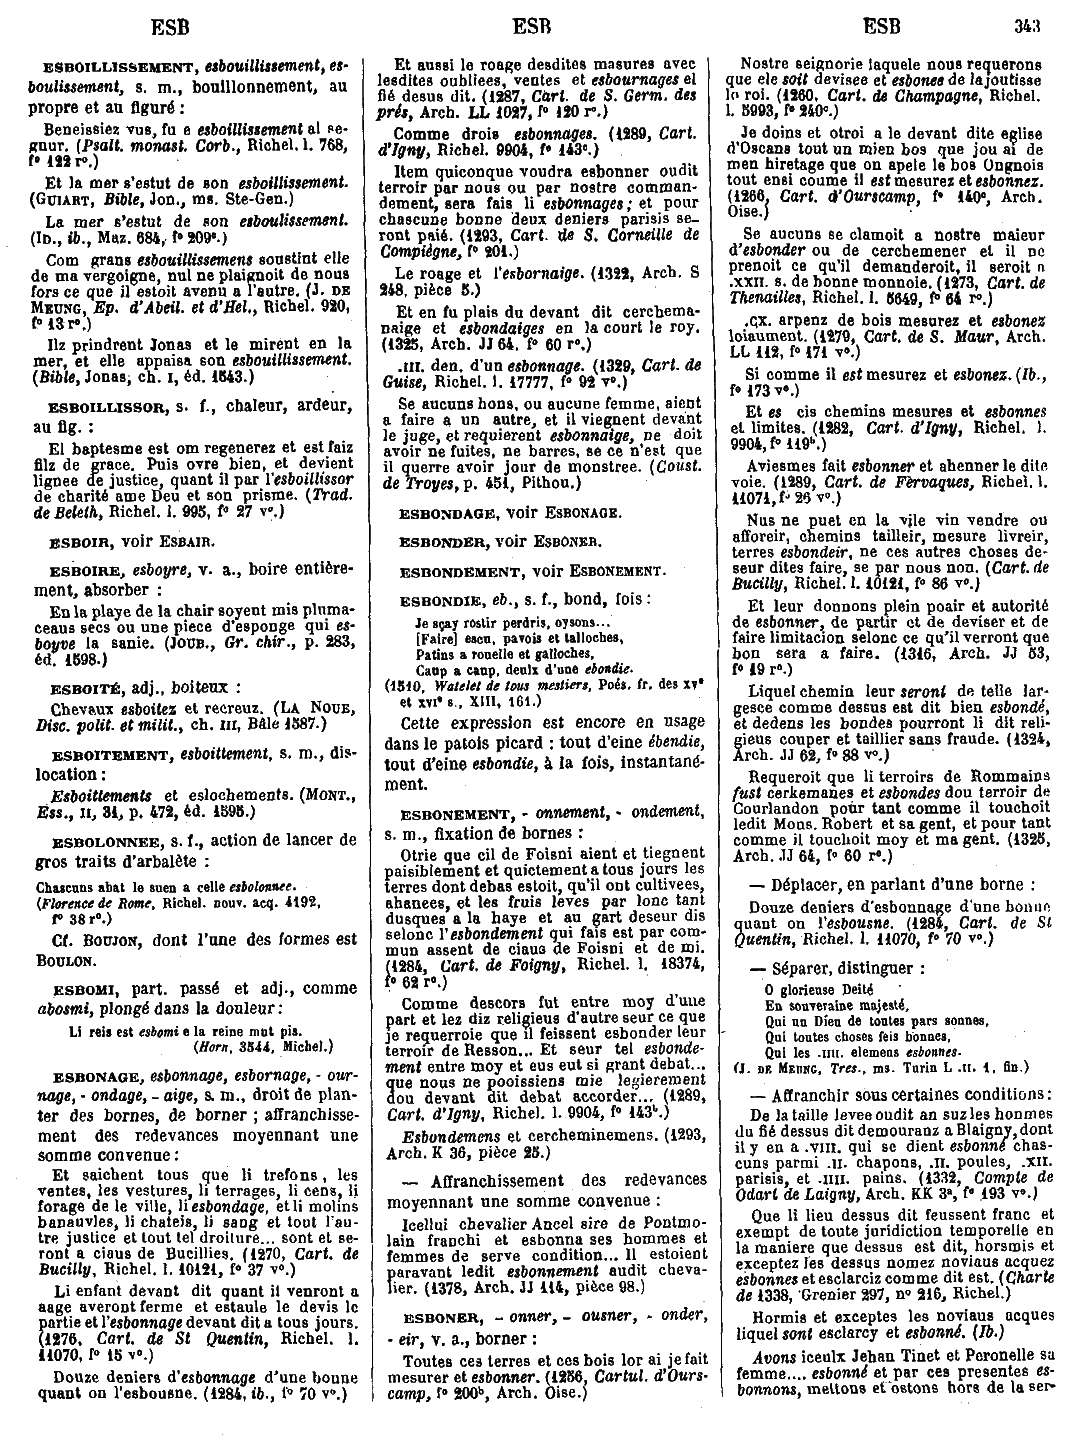 ESB
ESB
ESB
343
ESBOILLISSEMENT, esbouillissement, es-
boulissement, s. m., bouillonnement, au
propre et au figuré :
Beneissiez vus, fu e esboillissement al se-
gnur. (Psalt. monast. Corb., Richel. l. 768,
f° 122 r°.)
Et la mer s'estut de son esboillissement.
(GUIART, Bible, Jon., ms. Ste-Gen.)
La mer s'estut de son esboulissement.
(ID., ib., Maz. 684, f° 209e.)
Com grans esbouillissemens soustint elle
de ma vergoigne, nul ne plaignoit de nous
fors ce que il estoit avenu a l'autre. (J. DE
MEUNG, Ep. d'Abeil. et d'Hel., Richel. 920,
f° 13 r°.)
Ilz prindrent Jonas et le mirent en la
mer, et elle appaisa son esbouillissement.
(Bible, Jonas, ch. I, éd. 1543.)
ESBOILLISSOR, s. f., chaleur, ardeur,
au fig. :
El baptesme est om regenerez et est faiz
filz de grace. Puis ovre bien, et devient
lignee de justice, quant il par l'esboillissor
de charité ame Deu et son prisme. (Trad.
de Beleth, Richel. l. 995, f° 27 v°.)
ESBOIR, voir ESBAIR.
ESBOIRE, esboyre, v. a., boire entière-
ment, absorber :
En la playe de la chair soyent mis pluma-
ceaus secs ou une piece d'esponge qui es-
boyve la sanie. (JOUB., Gr. chir., p. 283,
éd. 1598.)
ESBOITÉ, adj., boiteux :
Chevaux esboitez et recreuz. (LA NOUE,
Disc. polit. et milit., ch. III, Bâle 1587.)
ESBOITEMENT, esboittement, s. m., dis-
location :
Esboittements et eslochements. (MONT.,
Ess., II, 31, p. 472, éd. 1595.)
ESBOLONNEE, s. f., action de lancer de
gros traits d'arbalète :
Chascuns abat le suen a celle esbolonnee.
(Florence de Rome, Richel. nouv. acq. 4192,
f° 38 r°.)
Cf. BOUJON, dont l'une des formes est
BOULON.
ESBOMI, part. passé et adj., comme
abosmi, plongé dans la douleur :
Li reis est esbomi e la reine mut pis.
(Horn, 3544, Michel.)
ESBONAGE, esbonnage, esbornage, - our-
nage, - ondage, - aige, s. m., droit de plan-
ter des bornes, de borner ; affranchisse-
ment des redevances moyennant une
somme convenue :
Et saichent tous que li trefons, les
ventes, les vestures, li terrages, li cens, li
forage de le ville, li esbondage, et li molins
banauvles, li chateis, li sang et tout l'au-
tre justice et tout tel droiture... sont et se-
ront a ciaus de Bucillies. (1270, Cart. de
Bucilly, Richel. l. 10121, f° 37 v°.)
Li enfant devant dit quant il venront a
aage averont ferme et estaule le devis le
partie et l'esbonnage devant dit a tous jours.
(1276, Cart. de St Quentin, Richel. l.
11070, f° 15 v°.)
Douze deniers d'esbonnage d'une bonne
quant on l'esbousne. (1284, ib., f° 70 v°.)
Et aussi le roage desdites masures avec
lesdites oubliees, ventes et esbournages el
fié desus dit. (1287, Cart. de S. Germ. des
prés, Arch. LL 1027, f° 120 r°.)
Comme drois esbonnages. (1289, Cart.
d'Igny, Richel. 9904, f° 143c.)
Item quiconque voudra esbonner oudit
terroir par nous ou par nostre comman-
dement, sera fais li esbonnages ; et pour
chascune bonne deux deniers parisis se-
ront paié. (1293, Cart. de S. Corneille de
Compiègne, f° 201.)
Le roage et l'esbornaige. (1322, Arch. S
248, pièce 5.)
Et en fu plais du devant dit cerchema-
naige et esbondaiges en la court le roy.
(1325, Arch. JJ 64, f° 60 r°.)
.III. den. d'un esbonnage. (1329, Cart. de
Guise, Richel. l. 17777, f° 92 v°.)
Se aucuns hons, ou aucune femme, aient
a faire a un autre, et il viegnent devant
le juge, et requierent esbonnaige, ne doit
avoir ne fuites, ne barres, se ce n'est que
il querre avoir jour de monstree. (Coust.
de Troyes, p. 451, Pithou.)
ESBONDAGE, voir ESBONAGE.
ESBONDER, voir ESBONER.
ESBONDEMENT, voir ESBONEMENT.
ESBONDIE, eb., s. f., bond, fois :
Je sçay rostir perdris, oysons...
[Faire] escu, pavois et talloches,
Patins a rouelle et galloches,
Caup a caup, deulx d'une ebondie.
(1510, Watelet de tous mestiers, Poés. fr. des xve
et xvie s., XIII, 161.)
Cette expression est encore en usage
dans le patois picard : tout d'eine ébendie,
tout d'eine esbondie, à la fois, instantané-
ment.
ESBONEMENT, - onnement, - ondement,
s. m., fixation de bornes :
Otrie que cil de Foisni aient et tiegnent
paisiblement et quictement a tous jours les
terres dont debas estoit, qu'il ont cultivees,
ahanees, et les fruis leves par lonc tant
dusques a la haye et au gart deseur dis
selonc l'esbondement qui fais est par com-
mun assent de ciaus de Foisni et de mi.
(1284, Cart. de Foigny, Richel. l. 18374,
f° 62 r°.)
Comme descors fut entre moy d'une
part et lez diz religieus d'autre seur ce que
je requerroie que il feissent esbonder leur
terroir de Resson... Et seur tel esbonde-
ment entre moy et eus eut si grant debat...
que nous ne pooissiens mie legierement
dou devant dit debat accorder... (1289,
Cart. d'Igny, Richel. l. 9904, f° 143b.)
Esbondemens et cercheminemens. (1293,
Arch. K 36, pièce 25.)
— Affranchissement des redevances
moyennant une somme convenue :
Icellui chevalier Ancel sire de Pontmo-
lain franchi et esbonna ses hommes et
femmes de serve condition... Il estoient
paravant ledit esbonnement audit cheva-
lier. (1378, Arch. JJ 114, pièce 98.)
ESBONER, - onner, - ousner, - onder,
- eir, v. a., borner :
Toutes ces terres et ces bois lor ai je fait
mesurer et esbonner. (1256, Cartul. d'Ours-
camp, f° 200b, Arch. Oise.)
Nostre seignorie laquele nous requerons
que ele soit devisee et esbonee de la joutisse
lo roi. (1260, Cart. de Champagne, Richel.
l. 5993, f° 240c.)
Je doins et otroi a le devant dite eglise
d'Oscans tout un mien bos que jou ai de
men hiretage que on apele le bos Ongnois
tout ensi coume il est mesurez et esbonnez.
(1266, Cart. d'Ourscamp, f° 140e, Arch.
Oise.)
Se aucuns se clamoit a nostre maieur
d'esbonder ou de cerchemener et il ne
prenoit ce qu'il demanderoit, il seroit a
.XXII. s. de bonne monnoie. (1273, Cart. de
Thenailles, Richel. l. 5649, f° 64 r°.)
.CX. arpenz de bois mesurez et esbonez
loiaument. (1279, Cart. de S. Maur, Arch.
LL 112, f° 171 v°.)
Si comme il est mesurez et esbonez. (Ib.,
f° 173 v°.)
Et es cis chemins mesures et esbonnes
et limites. (1282, Cart. d'Igny, Richel. l.
9904, f° 119b.)
Aviesmes fait esbonner et ahenner le dite
voie. (1289, Cart. de Fervaques, Richel. l.
11071, f° 26 v°.)
Nus ne puet en la vile vin vendre ou
afforeir, chemins tailleir, mesure livreir,
terres esbondeir, ne ces autres choses de-
seur dites faire, se par nous non. (Cart. de
Bucilly, Richel. l. 10121, f° 86 v°.)
Et leur donnons plein poair et autorité
de esbonner, de partir et de deviser et de
faire limitacion selonc ce qu'il verront que
bon sera a faire. (1316, Arch. JJ 53,
f° 19 r°.)
Liquel chemin leur seront de telle lar-
gesce comme dessus est dit bien esbondé,
et dedens les bondes pourront li dit reli-
gieus couper et taillier sans fraude. (1324,
Arch. JJ 62, f° 88 v°.)
Requeroit que li terroirs de Rommains
fust cerkemanes et esbondes dou terroir de
Courlandon pour tant comme il touchoit
ledit Mons. Robert et sa gent, et pour tant
comme il touchoit moy et ma gent. (1325,
Arch. JJ 64, f° 60 r°.)
— Déplacer, en parlant d'une borne :
Douze deniers d'esbonnage d'une bonne
quant on l'esbousne. (1284, Cart. de St
Quentin, Richel. l. 11070, f° 70 v°.)
— Séparer, distinguer :
O glorieuse Deité
En souveraine majesté,
Qui un Dieu de toutes pars sonnes,
Qui toutes choses feis bonnes,
Qui les .IIII. elemens esbonnes.
(J. DE MEUNG, Tres., ms. Turin L .II. 1, fin.)
— Affranchir sous certaines conditions :
De la taille levee oudit an suz les honmes
du fié dessus dit demouranz a Blaigny, dont
il y en a .VIII. qui se dient esbonné chas-
cuns parmi .II. chapons, .II. poules, .XII.
parisis, et .IIII. pains. (1332, Compte de
Odart de Laigny, Arch. KK 3a, f° 193 v°.)
Que li lieu dessus dit feussent franc et
exempt de toute juridiction temporelle en
la maniere que dessus est dit, horsmis et
exceptez les dessus nomez noviaus acquez
esbonnes et esclarciz comme dit est. (Charte
de 1338, Grenier 297, n° 216, Richel.)
Hormis et exceptes les noviaus acques
liquel sont esclarcy et esbonné. (Ib.)
Avons iceulx Jehan Tinet et Peronelle sa
femme.... esbonné et par ces presentes es-
bonnons, mettons et ostons hors de la ser-